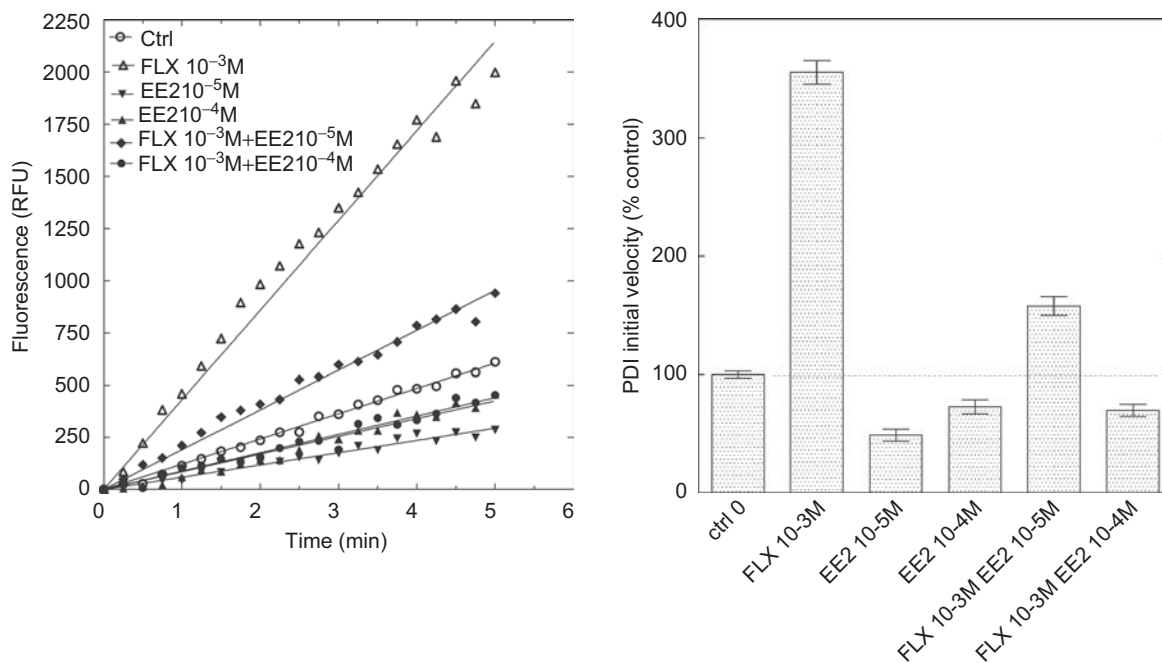 2250
2000
1750
1500
1250
1000
750
500
250
0
Fluorescence (RFU)
Ctrl
FLX 10⁻³M
EE210⁻⁵M
EE210⁻⁴M
FLX 10⁻³M+EE210⁻⁵M
FLX 10⁻³M+EE210⁻⁴M
0 1 2 3 4 5 6
Time (min)
400
300
200
100
0
PDI initial velocity (% control)
ctrl 0
FLX 10-3M
EE2 10-5M
EE2 10-4M
FLX 10-3M EE2 10-5M
FLX 10-3M EE2 10-4M